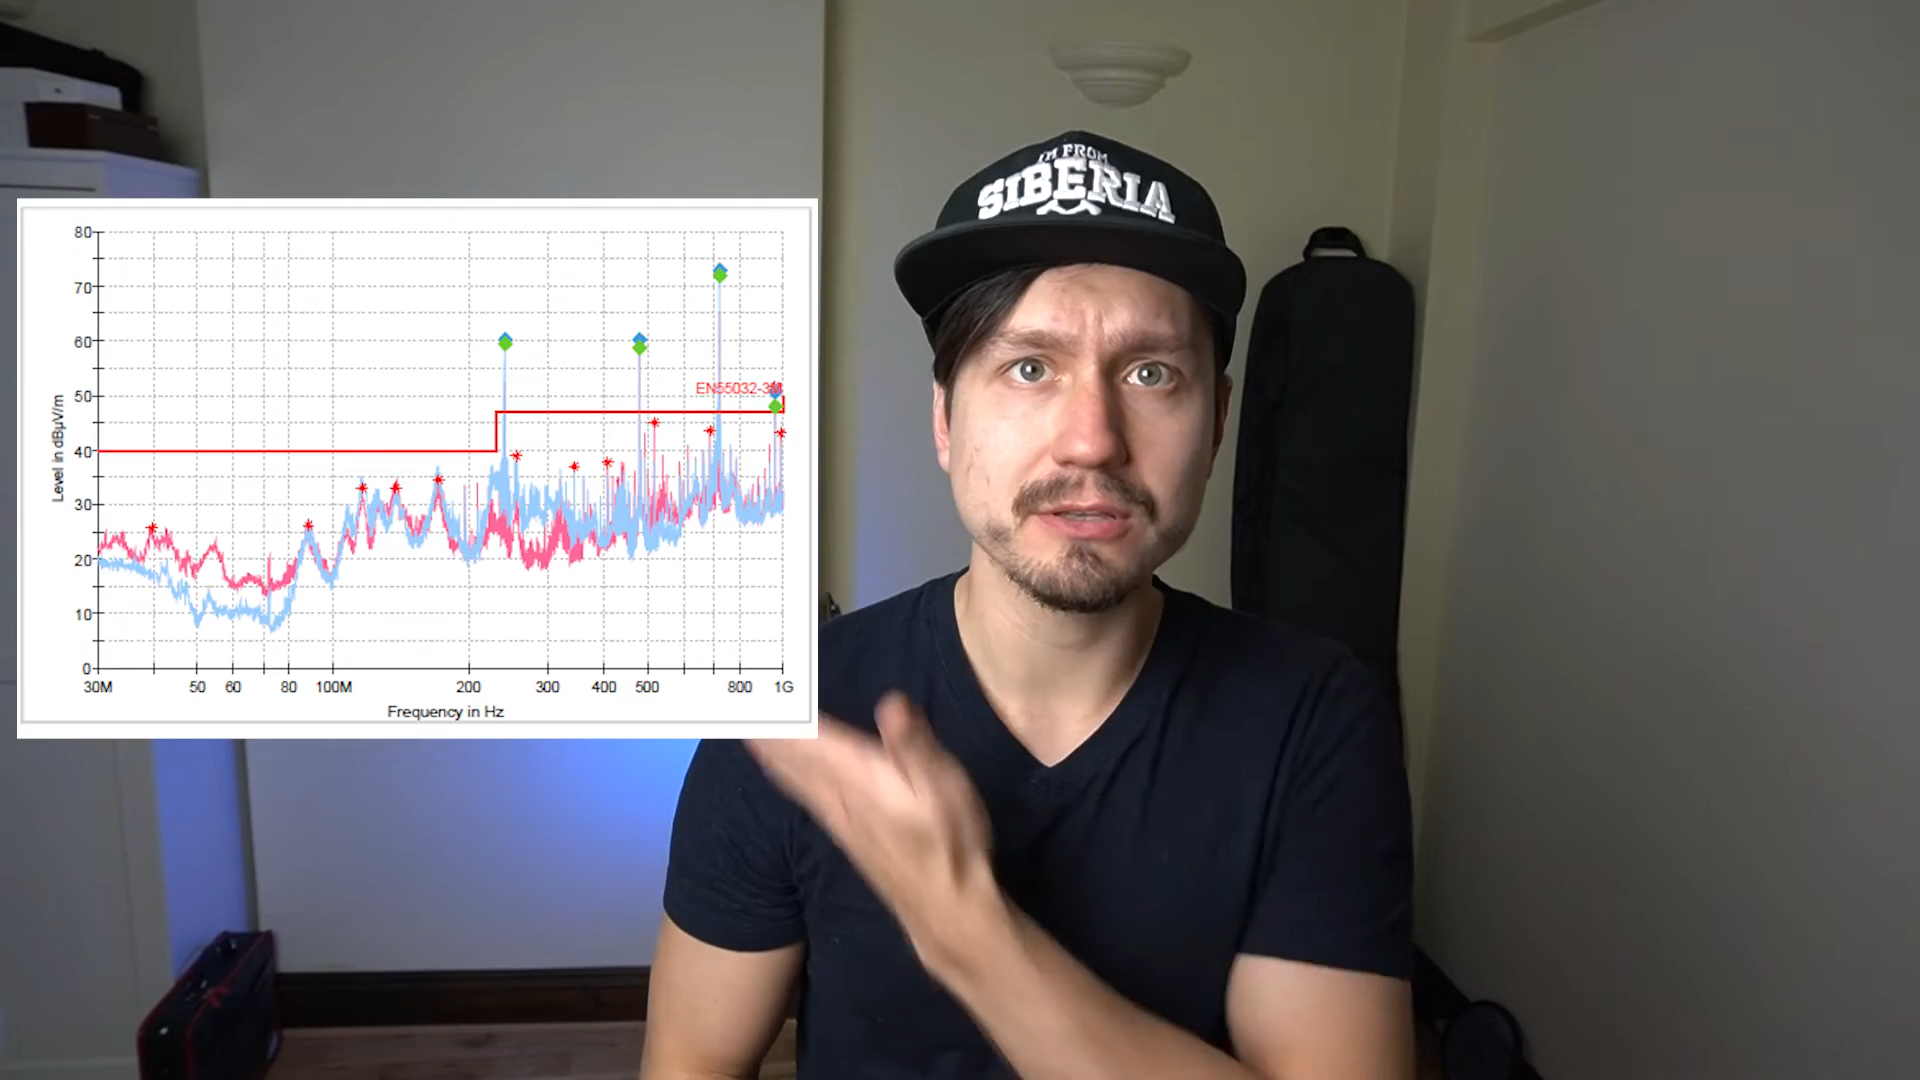 I'M FROM
SIBERIA
80
70
60
50
40
30
20
10
0
Level in dBµV/m
EN55032-3M
30M 50 60 80 100M 200 300 400 500 800 1G
Frequency in Hz